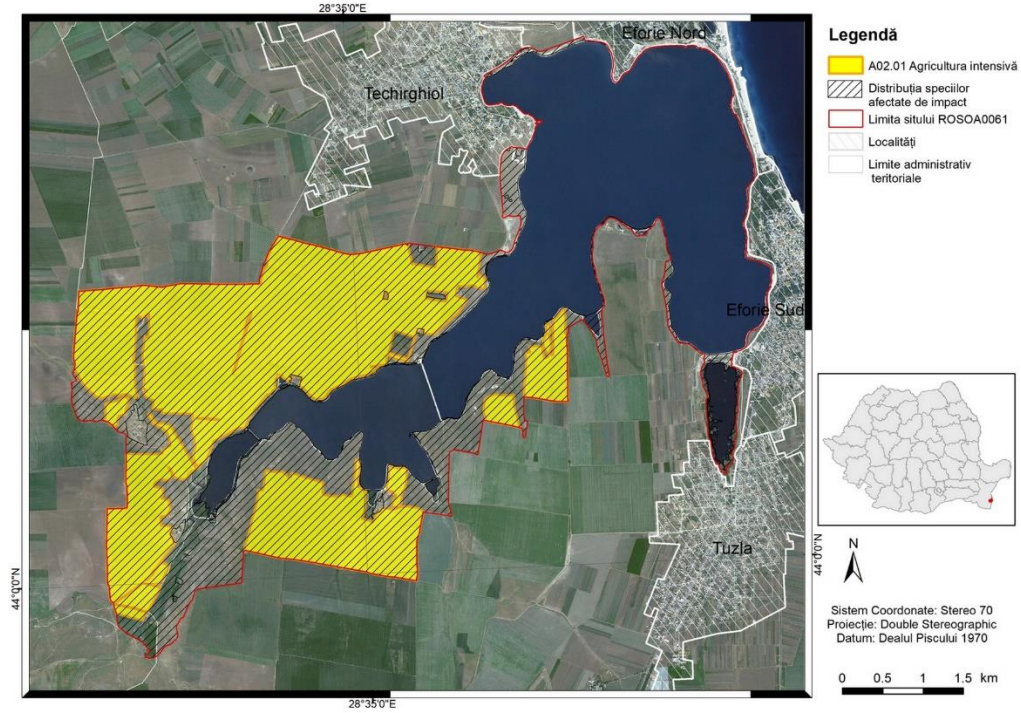 28°35'0"E
Eforie Nord
Techirghiol
Eforie Sud
Tuzla
44°0'0"N
44°0'0"N
28°35'0"E
Legendă
A02.01 Agricultura intensivă
Distribuția speciilor
afectate de impact
Limita sitului ROSOA0061
Localități
Limite administrativ
teritoriale
N
Sistem Coordonate: Stereo 70
Proiecție: Double Stereographic
Datum: Dealul Piscului 1970
0 0.5 1 1.5 km